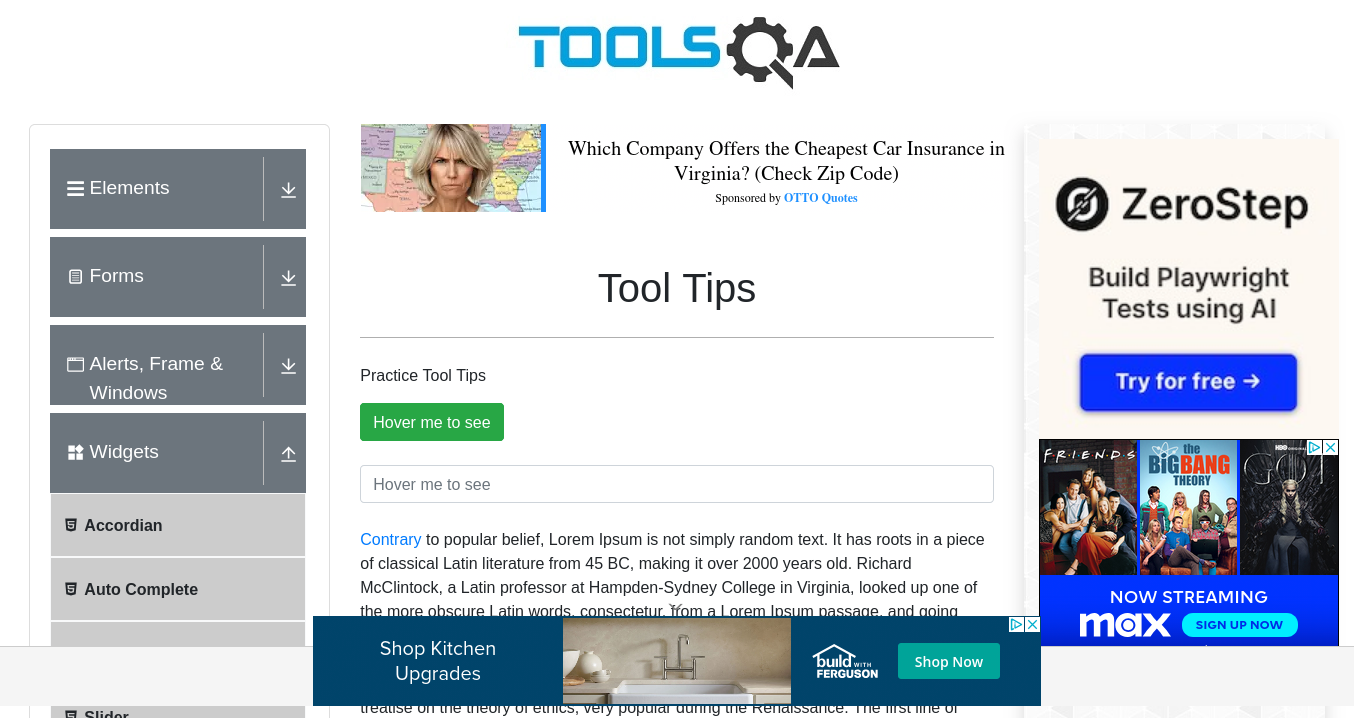 TOOLSQA
Elements
Forms
Alerts, Frame &
Windows
Widgets
Accordian
Auto Complete
Slider
Which Company Offers the Cheapest Car Insurance in
Virginia? (Check Zip Code)
Sponsored by OTTO Quotes
Tool Tips
Practice Tool Tips
Hover me to see
Hover me to see
Contrary to popular belief, Lorem Ipsum is not simply random text. It has roots in a piece
of classical Latin literature from 45 BC, making it over 2000 years old. Richard
McClintock, a Latin professor at Hampden-Sydney College in Virginia, looked up one of
the more obscure Latin words, consectetur, from a Lorem Ipsum passage, and going
treatise on the theory of ethics, very popular during the Renaissance. The first line of
ZeroStep
Build Playwright
Tests using AI
Try for free →
FRIENDS
the
BIG BANG
THEORY
HBO ORIGINAL
GOT
NOW STREAMING
max
SIGN UP NOW
Shop Kitchen
Upgrades
build WITH
FERGUSON
Shop Now